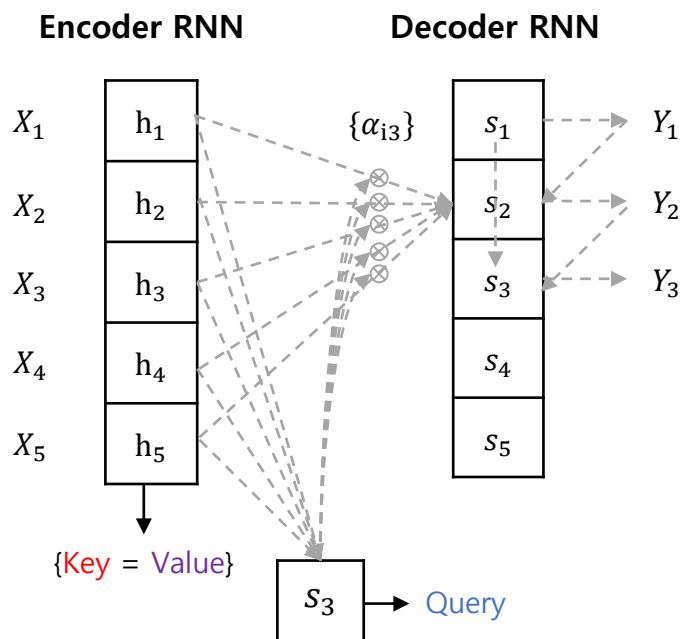 Encoder RNN Decoder RNN
X₁ h₁ {αᵢ₃} s₁ Y₁
X₂ h₂ s₂ Y₂
X₃ h₃ s₃ Y₃
X₄ h₄ s₄
X₅ h₅ s₅
{Key = Value}
s₃ Query